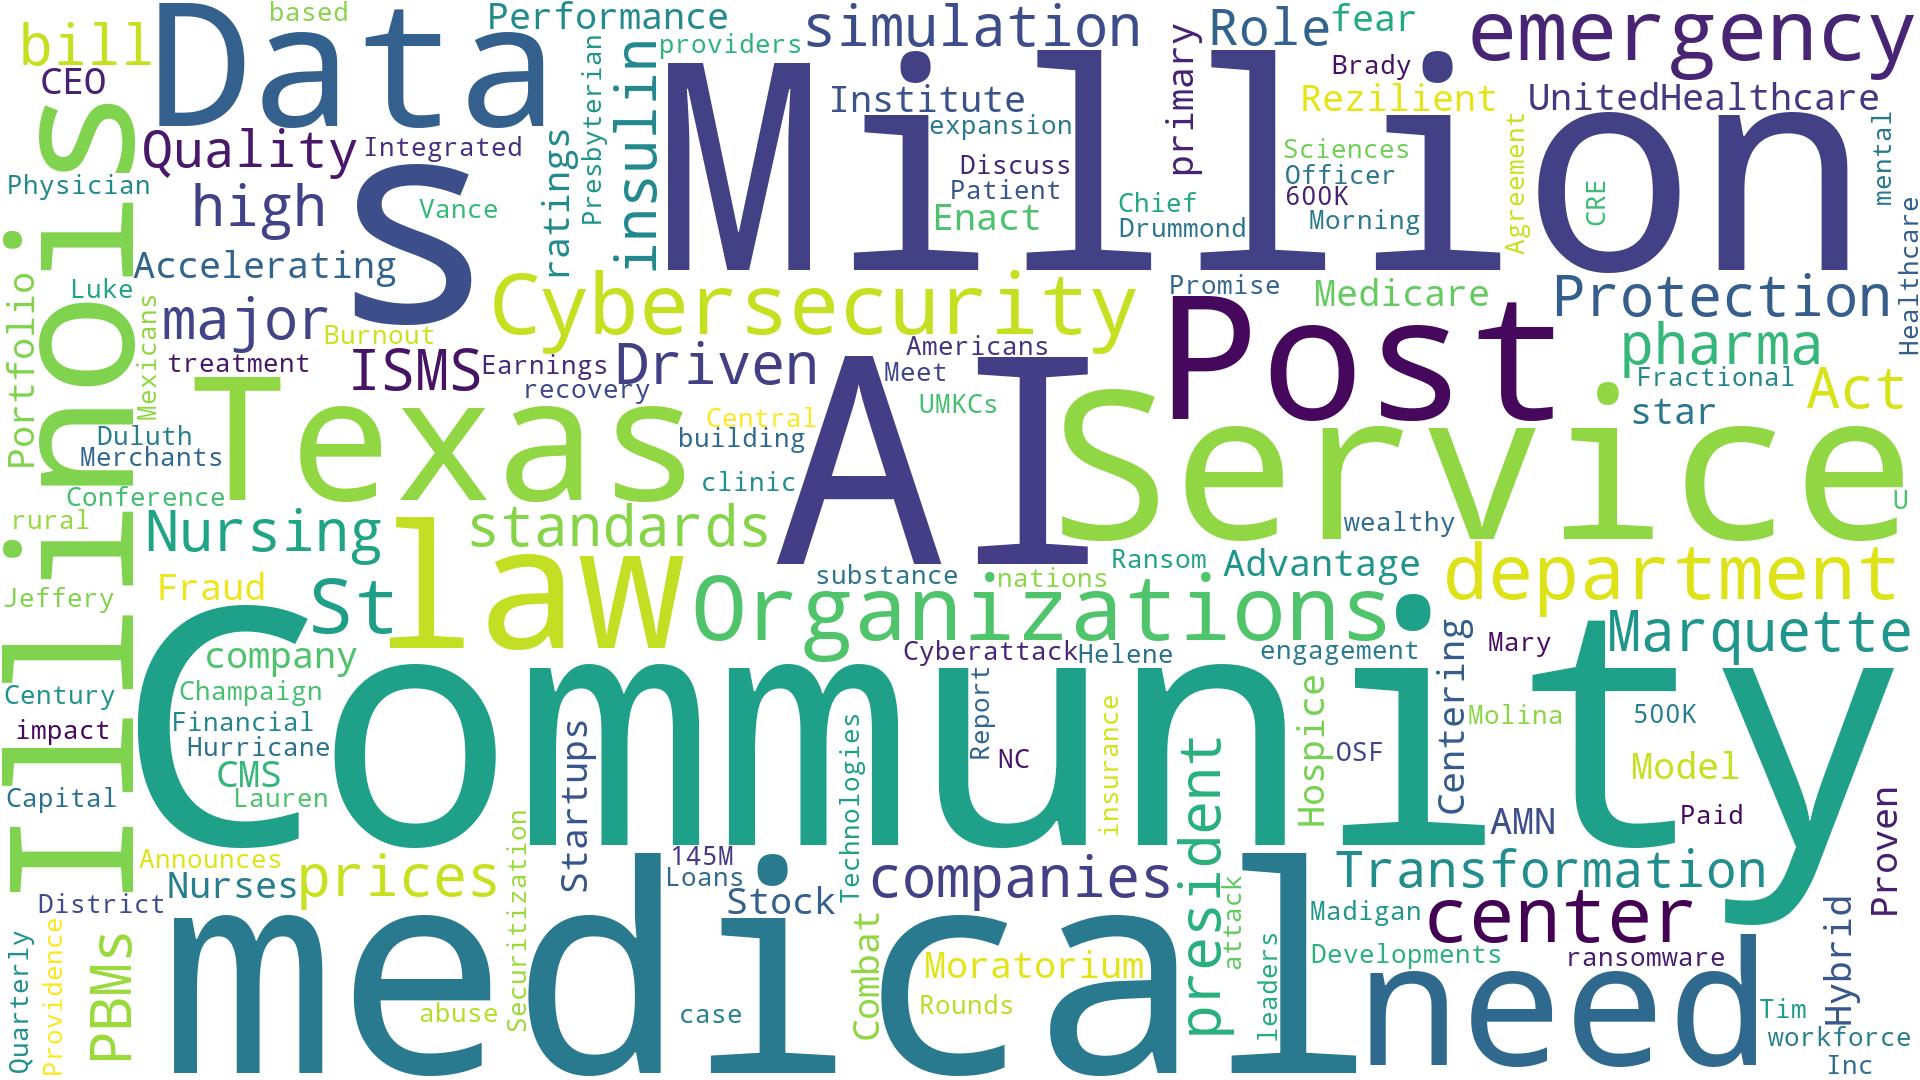 based
Performance
simulation
Role
fear
emergency
bill
Data
providers
Million
primary
Brady
CEO
Presbyterian
insulin
Institute
Rezilient
UnitedHealthcare
Quality
Integrated
ratings
expansion
Discuss
Patient
Sciences
Officer
600K
Agreement
CRE
mental
Physician
high
S
Vance
Enact
Chief
Drummond
Morning
Healthcare
Illinois
Accelerating
Luke
Portfolio
Mexicans
major
Burnout
Cybersecurity
Promise
Medicare
Protection
treatment
ISMS
Earnings
recovery
Driven
Americans
Meet
Post
pharma
Fractional
star
Act
Texas
Central
building
UMKCs
AI
Service
Duluth
Merchants
clinic
Conference
U
rural
Nursing
law
standards
wealthy
Jeffery
Fraud
St
substance
nations
Ransom
Advantage
department
Organizations
company
Community
Cyberattack
Helene
engagement
Centering
Mary
Marquette
Century
Champaign
impact
Financial
Hurricane
CMS
Lauren
Capital
Startups
Technologies
Report
NC
insurance
president
Hospice
OSF
Molina
500K
Model
AMN
Paid
Proven
Announces
Nurses
prices
Securitization
145M
Loans
Stock
companies
Transformation
District
medical
Combat
attack
Madigan
center
Quarterly
Providence
PBMs
abuse
case
Moratorium
Rounds
leaders
Developments
ransomware
need
Hybrid
Tim
workforce
Inc